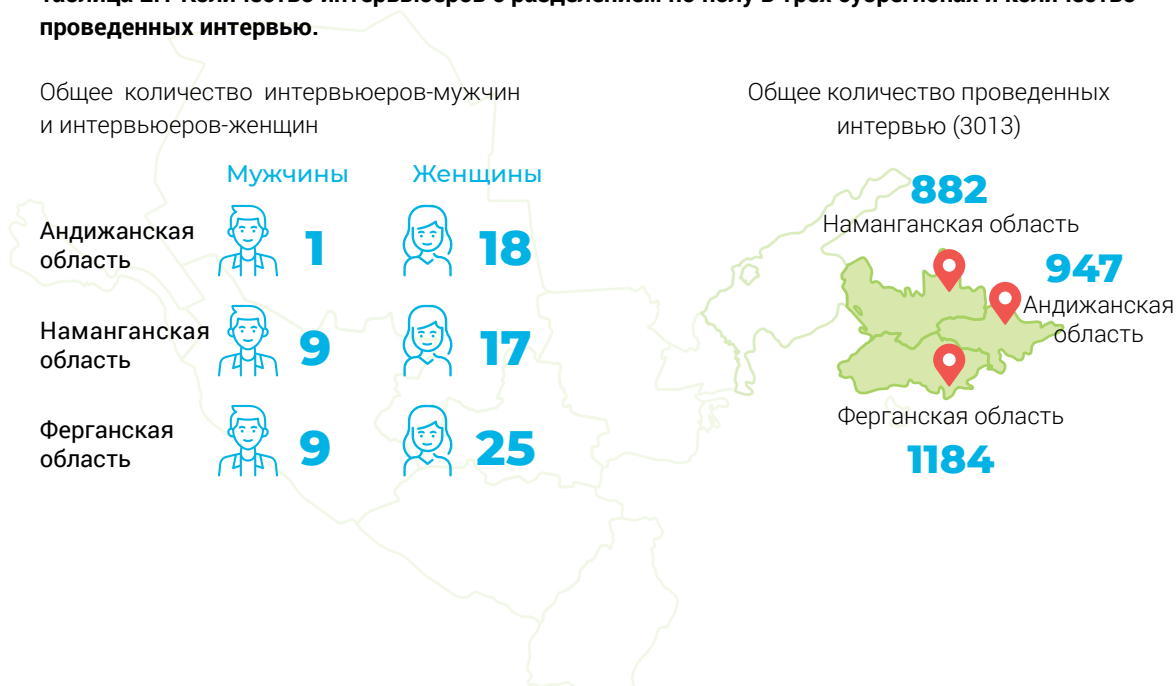 проведенных интервью.
Общее количество интервьюеров-мужчин
и интервьюеров-женщин
Мужчины Женщины
Андижанская
область
1 18
Наманганская
область
9 17
Ферганская
область
9 25
Общее количество проведенных
интервью (3013)
882
Наманганская область
947
Андижанская
область
Ферганская область
1184